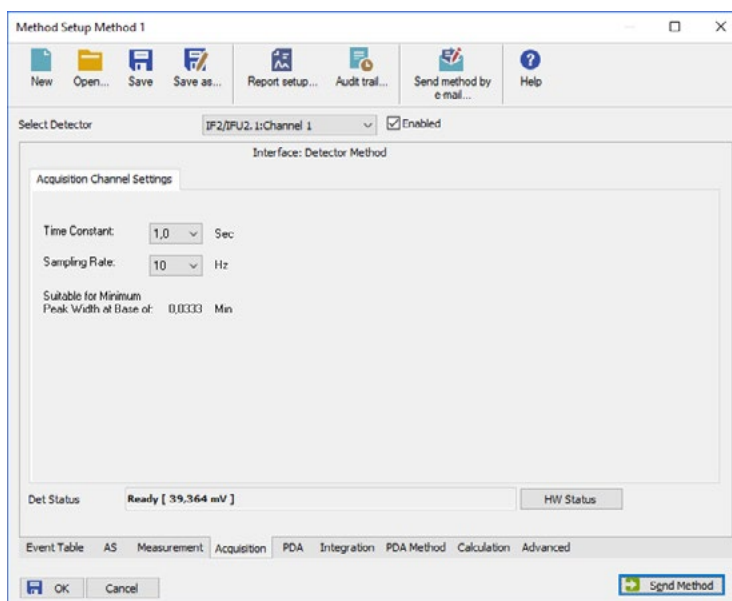 Method Setup Method 1
New Open... Save Save as... Report setup... Audit trail... Send method by e-mail... Help
Select Detector IF2/IFU2.1:Channel 1 Enabled
Interface: Detector Method
Acquisition Channel Settings
Time Constant: 1,0 Sec
Sampling Rate: 10 Hz
Suitable for Minimum
Peak Width at Base of: 0,0333 Min
Det Status Ready [ 39,364 mV ] HW Status
Event Table AS Measurement Acquisition PDA Integration PDA Method Calculation Advanced
OK Cancel Send Method